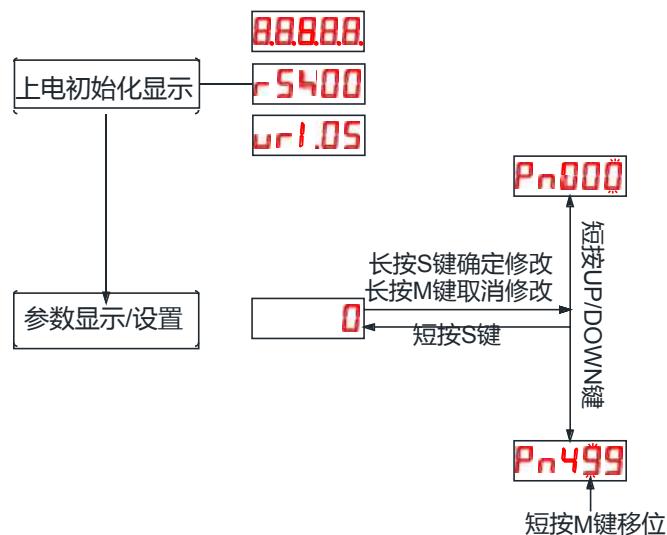 8.8.8.8.8.
上电初始化显示
rS400
ur1.05
Pn000
短按UP/DOWN键
长按S键确定修改
长按M键取消修改
参数显示/设置
0
短按S键
Pn499
短按M键移位